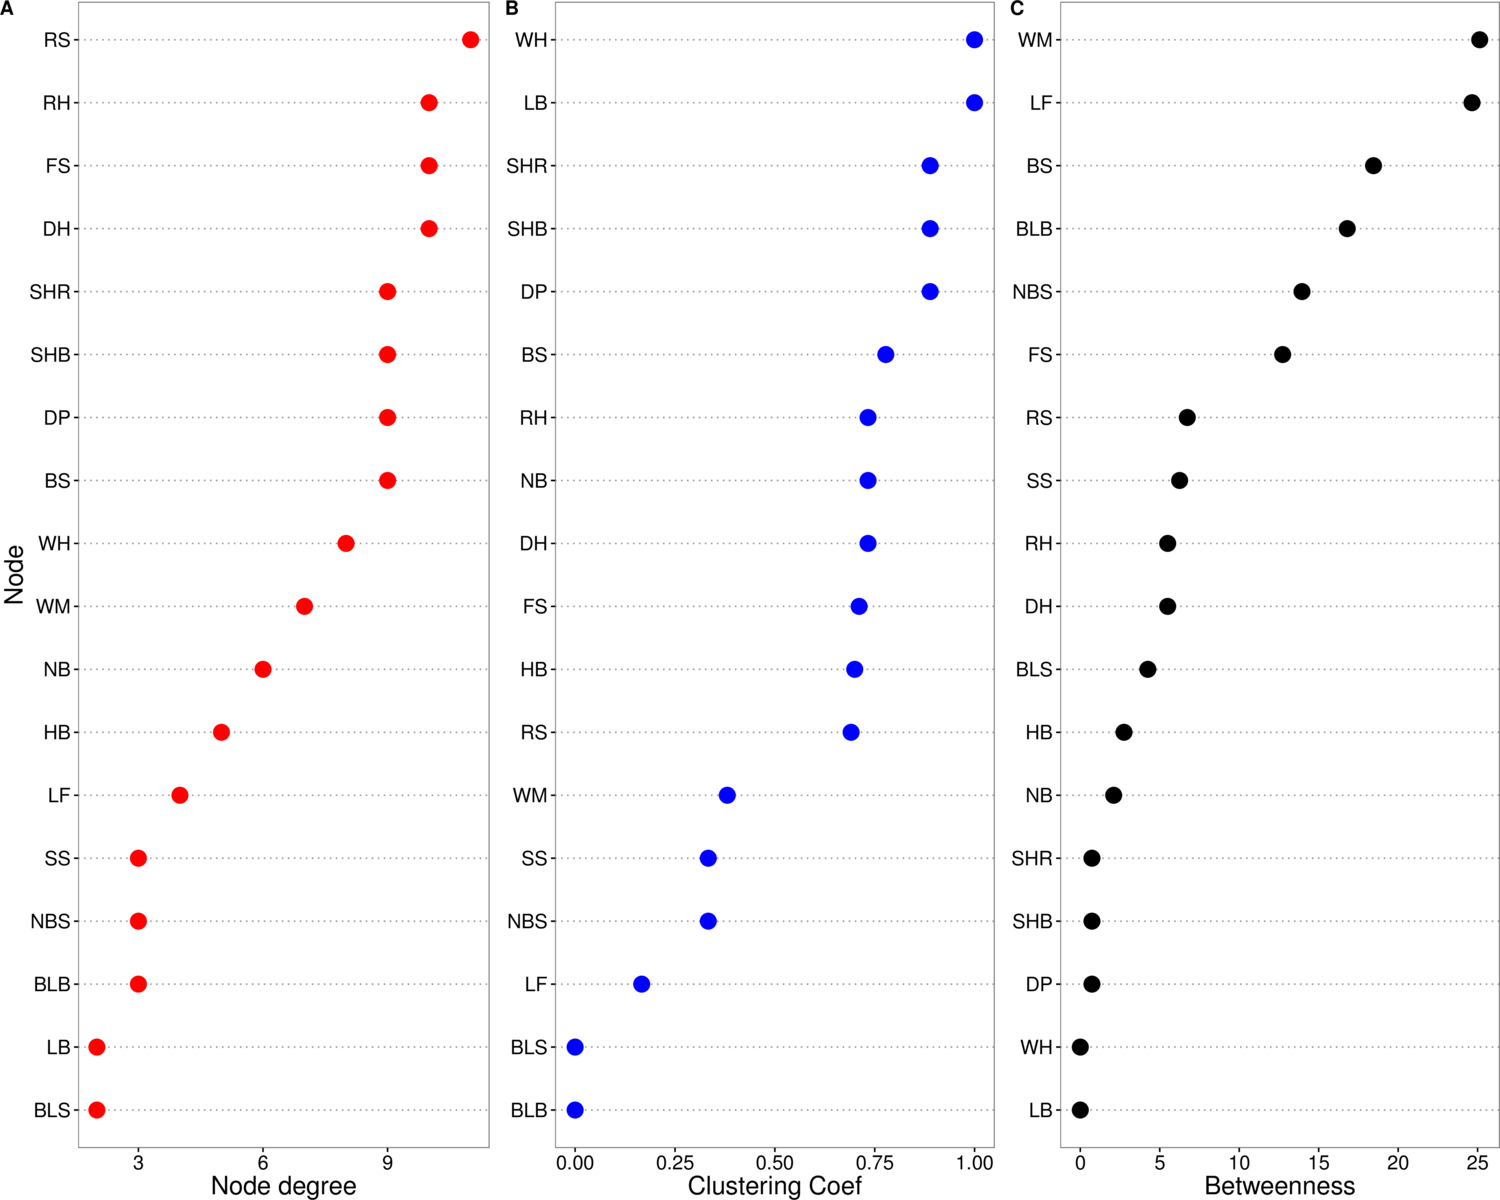 A
RS
RH
FS
DH
SHR
SHB
DP
BS
WH
WM
NB
HB
LF
SS
NBS
BLB
LB
BLS
Node
3 6 9
Node degree
B
WH
LB
SHR
SHB
DP
BS
RH
NB
DH
FS
HB
RS
WM
SS
NBS
LF
BLS
BLB
0.00 0.25 0.50 0.75 1.00
Clustering Coef
C
WM
LF
BS
BLB
NBS
FS
RS
SS
RH
DH
BLS
HB
NB
SHR
SHB
DP
WH
LB
0 5 10 15 20 25
Betweenness